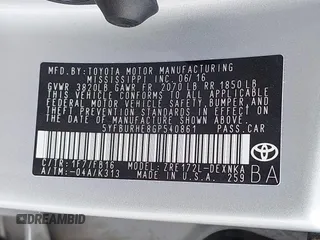 MFD. BY: TOYOTA MOTOR MANUFACTURING
MISSISSIPPI, INC. 06/16
GVWR 3820LB GAWR FR 2070LB RR 1850LB
THIS VEHICLE CONFORMS TO ALL APPLICABLE
FEDERAL MOTOR VEHICLE SAFETY, BUMPER, AND
THEFT PREVENTION STANDARDS IN EFFECT ON
THE DATE OF MANUFACTURE SHOWN ABOVE.
5YFBURHE8GP540861 PASS.CAR
C/TR: 1F7/FB16 ZRE172L-DEXNKA
A/TM: -04A/K313 MADE IN U.S.A. 259
BA
TOYOTA
DREAMBID